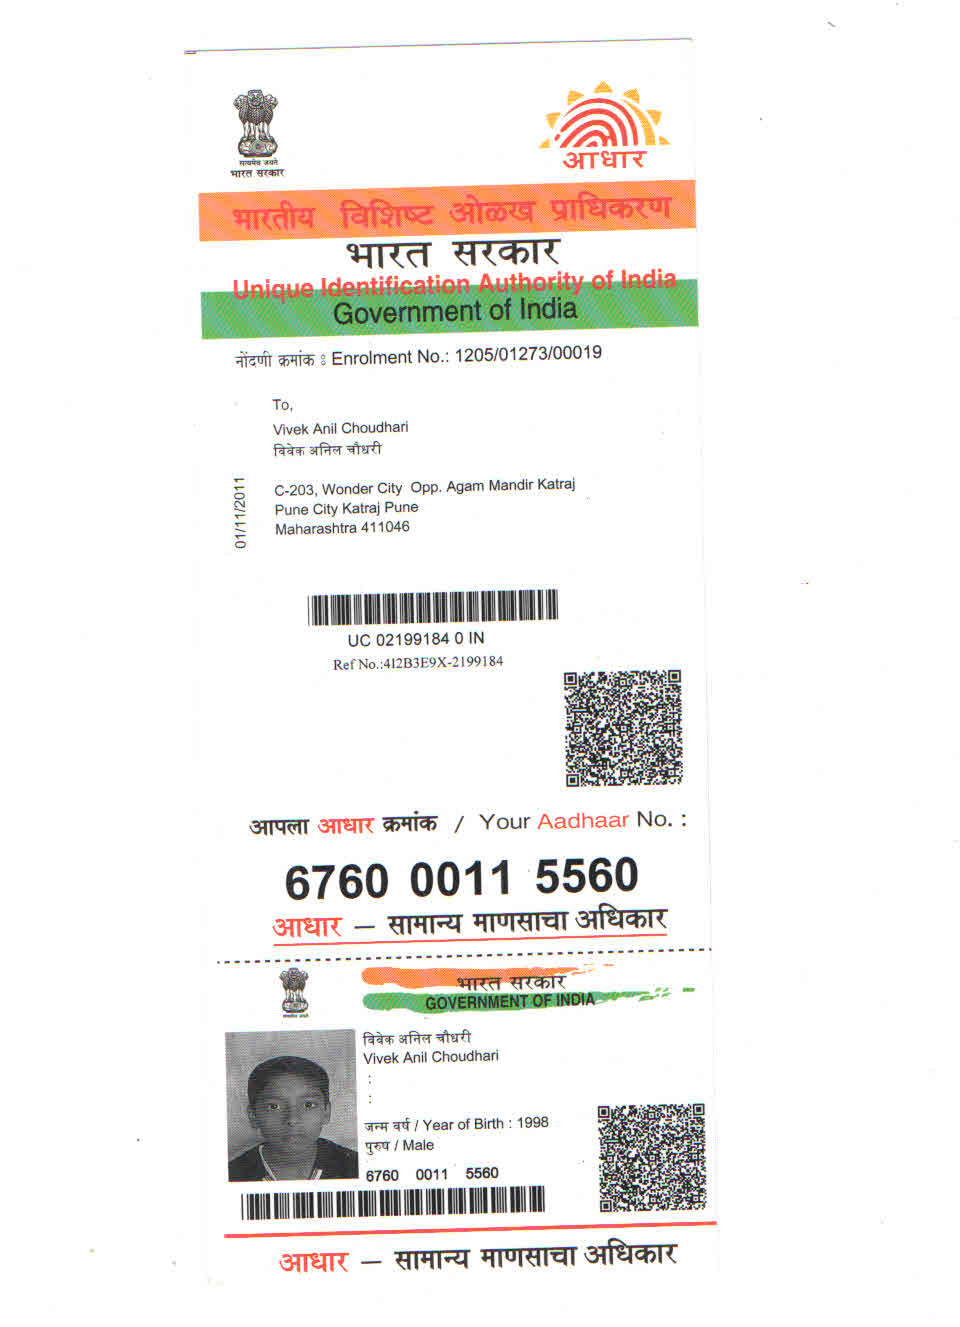 सत्यमेव जयते
भारत सरकार
आधार
भारतीय विशिष्ट ओळख प्राधिकरण
भारत सरकार
Unique Identification Authority of India
Government of India
नोंदणी क्रमांक : Enrolment No.: 1205/01273/00019
To,
Vivek Anil Choudhari
विवेक अनिल चौधरी
C-203, Wonder City Opp. Agam Mandir Katraj
Pune City Katraj Pune
Maharashtra 411046
01/11/2011
UC 02199184 0 IN
Ref No.:4I2B3E9X-2199184
आपला आधार क्रमांक / Your Aadhaar No. :
6760 0011 5560
आधार – सामान्य माणसाचा अधिकार
भारत सरकार
GOVERNMENT OF INDIA
विवेक अनिल चौधरी
Vivek Anil Choudhari
:
:
जन्म वर्ष / Year of Birth : 1998
पुरुष / Male
6760 0011 5560
आधार – सामान्य माणसाचा अधिकार